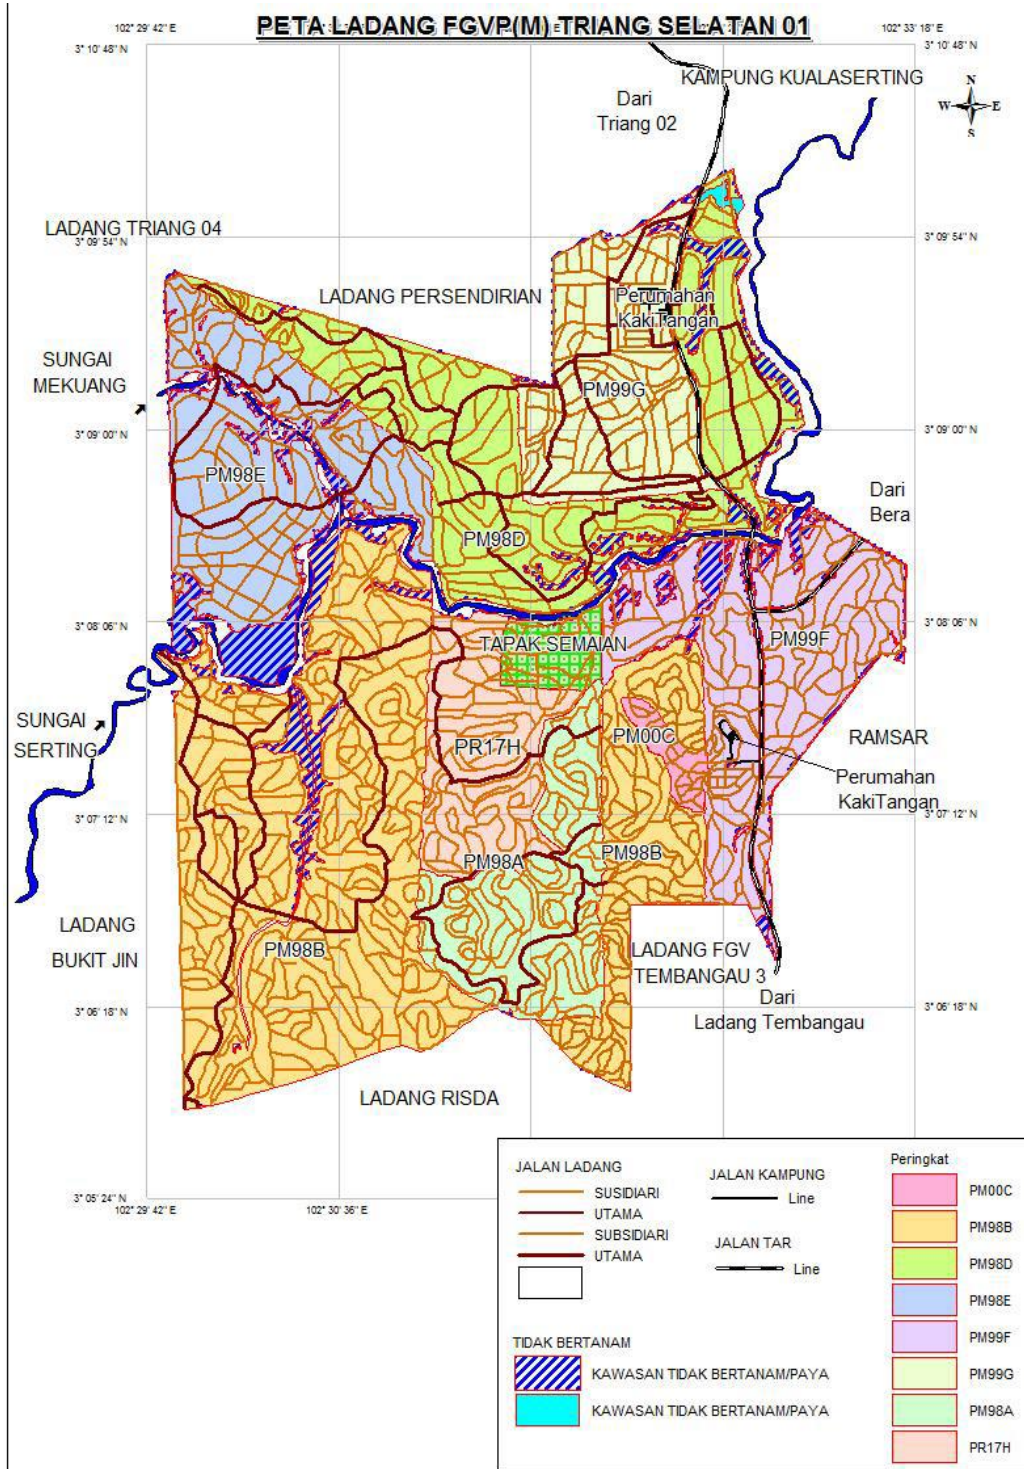 PETA LADANG FGVP(M) TRIANG SELATAN 01
102° 29' 42" E
102° 33' 18" E
3° 10' 48" N
3° 10' 48" N
KAMPUNG KUALASERTING
N
W
E
S
Dari
Triang 02
LADANG TRIANG 04
3° 09' 54" N
3° 09' 54" N
LADANG PERSENDIRIAN
Perumahan
KakiTangan
SUNGAI
MEKUANG
PM99G
3° 09' 00" N
3° 09' 00" N
PM98E
Dari
Bera
PM98D
3° 08' 06" N
3° 08' 06" N
TAPAK SEMAIAN
PM99F
SUNGAI
SERTING
PM00C
RAMSAR
PR17H
Perumahan
KakiTangan
3° 07' 12" N
3° 07' 12" N
PM98A
PM98B
LADANG
BUKIT JIN
PM98B
LADANG FGV
TEMBANGAU 3
Dari
Ladang Tembangau
3° 06' 18" N
3° 06' 18" N
LADANG RISDA
3° 05' 24" N
102° 29' 42" E
102° 30' 36" E
JALAN LADANG
SUSIDIARI
UTAMA
SUBSIDIARI
UTAMA
JALAN KAMPUNG
Line
JALAN TAR
Line
TIDAK BERTANAM
KAWASAN TIDAK BERTANAM/PAYA
KAWASAN TIDAK BERTANAM/PAYA
Peringkat
PM00C
PM98B
PM98D
PM98E
PM99F
PM99G
PM98A
PR17H